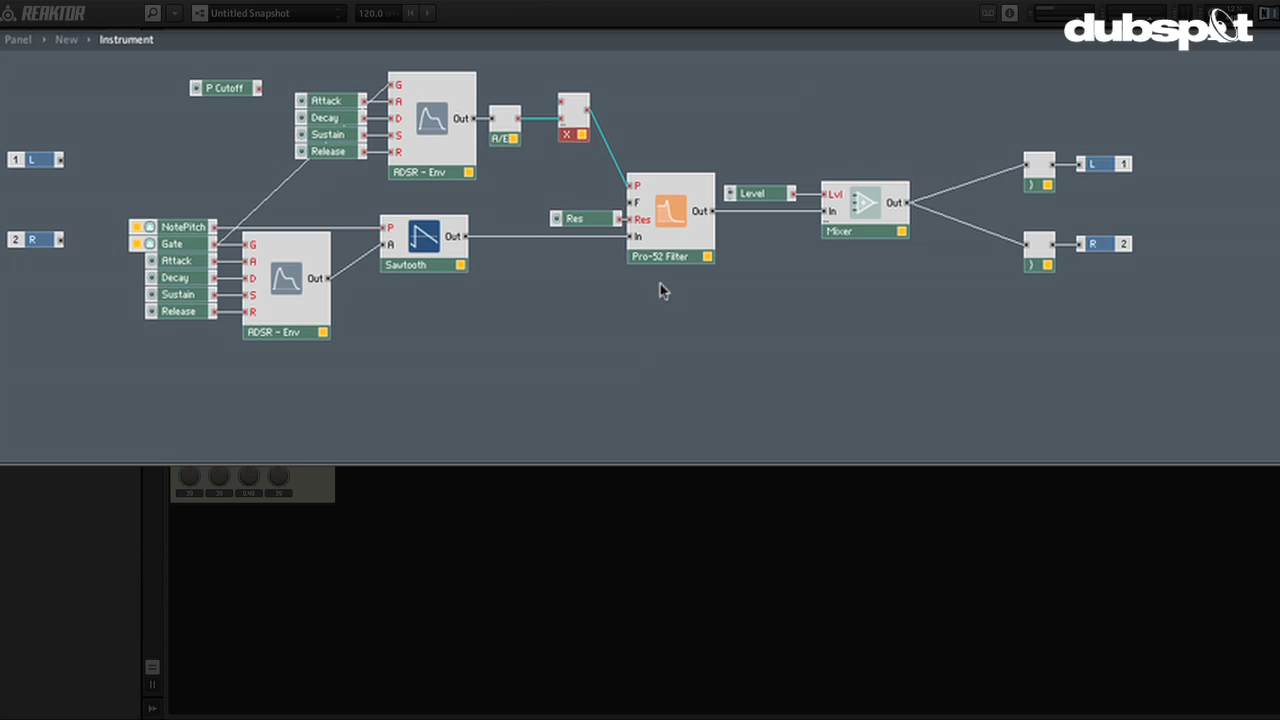 REAKTOR
Untitled Snapshot
120.0
dubspot
Panel
New
Instrument
P Cutoff
Attack
Decay
Sustain
Release
G
A
D
S
R
Out
ADSR - Env
A/E
X
1 L
2 R
NotePitch
Gate
Attack
Decay
Sustain
Release
G
A
D
S
R
Out
ADSR - Env
P
A
Out
Sawtooth
Res
P
F
Res
In
Out
Pro-52 Filter
Level
Lvl
In
Out
Mixer
}
}
L 1
R 2